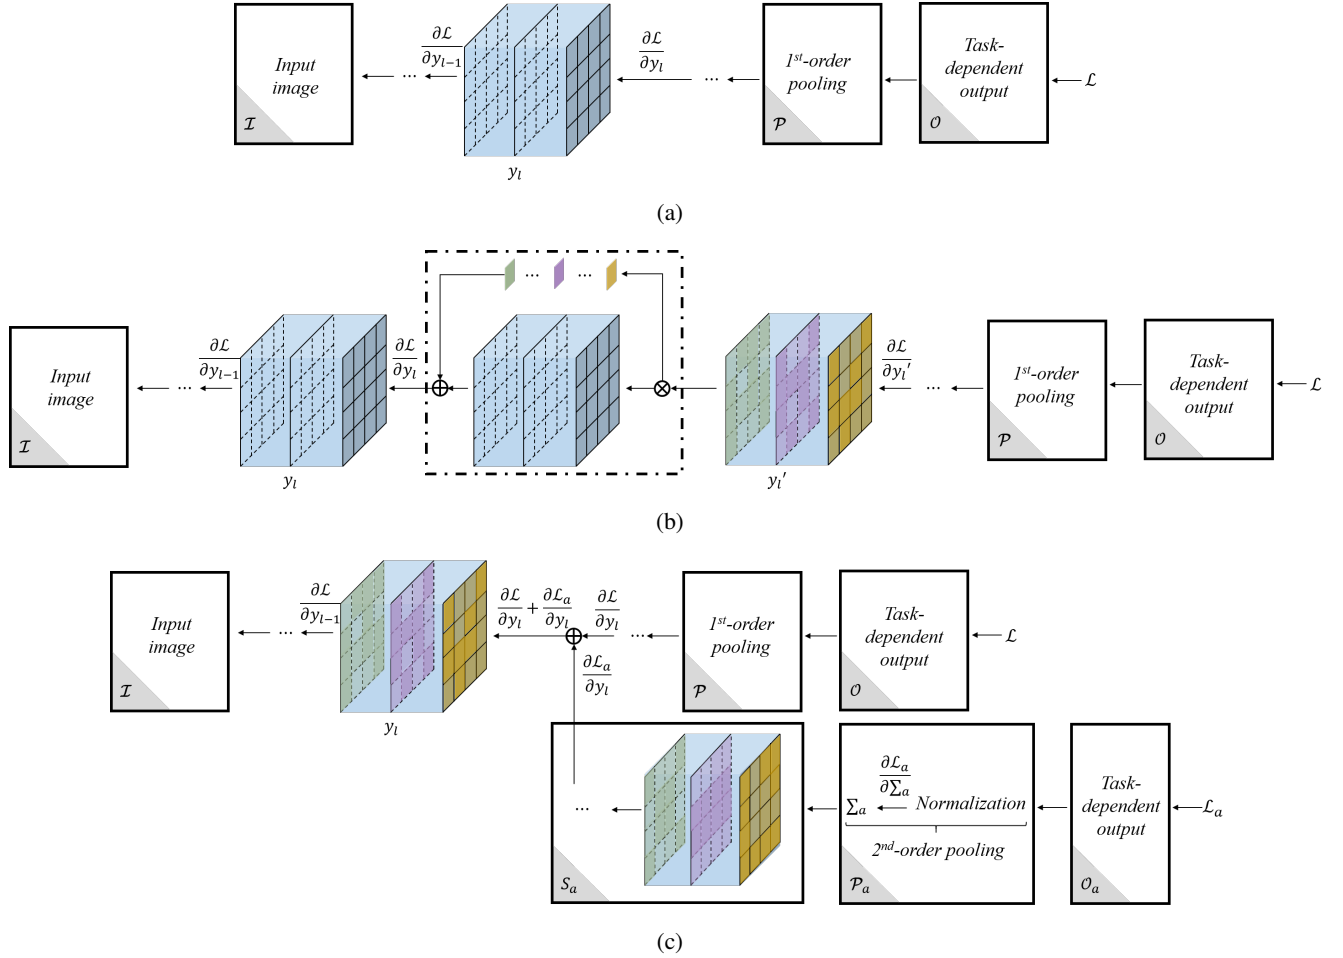 Input
image
ℐ
∂ℒ
∂y_{l−1}
...
y_l
∂ℒ
∂y_l
...
1st-order
pooling
𝒫
Task-
dependent
output
𝒪
ℒ
(a)
Input
image
ℐ
...
∂ℒ
∂y_{l−1}
y_l
∂ℒ
∂y_l
... ...
y_l′
∂ℒ
∂y_l′
...
1st-order
pooling
𝒫
Task-
dependent
output
𝒪
ℒ
(b)
Input
image
ℐ
...
∂ℒ
∂y_{l−1}
y_l
∂ℒ/∂y_l + ∂ℒ_a/∂y_l
∂ℒ
∂y_l
∂ℒ_a
∂y_l
...
1st-order
pooling
𝒫
Task-
dependent
output
𝒪
ℒ
...
S_a
∂ℒ_a
∂∑_a
∑_a Normalization
2nd-order pooling
𝒫_a
Task-
dependent
output
𝒪_a
ℒ_a
(c)